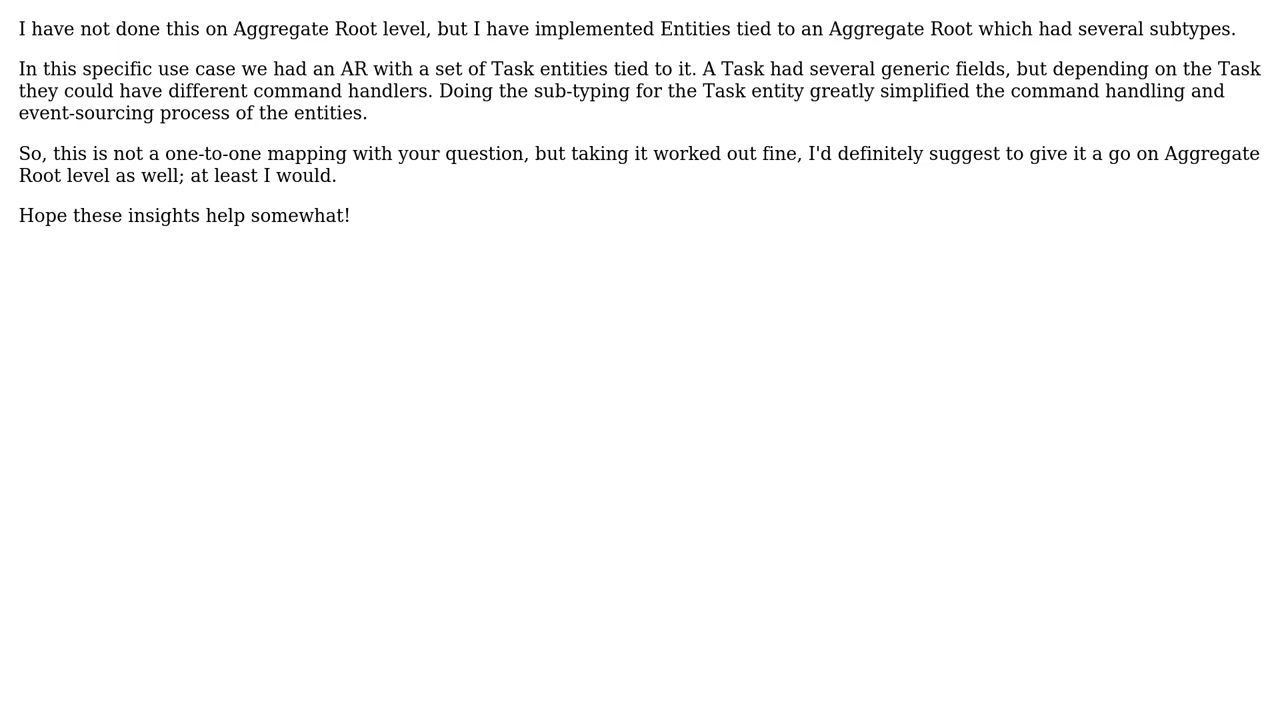 I have not done this on Aggregate Root level, but I have implemented Entities tied to an Aggregate Root which had several subtypes.
In this specific use case we had an AR with a set of Task entities tied to it. A Task had several generic fields, but depending on the Task
they could have different command handlers. Doing the sub-typing for the Task entity greatly simplified the command handling and
event-sourcing process of the entities.
So, this is not a one-to-one mapping with your question, but taking it worked out fine, I'd definitely suggest to give it a go on Aggregate
Root level as well; at least I would.
Hope these insights help somewhat!